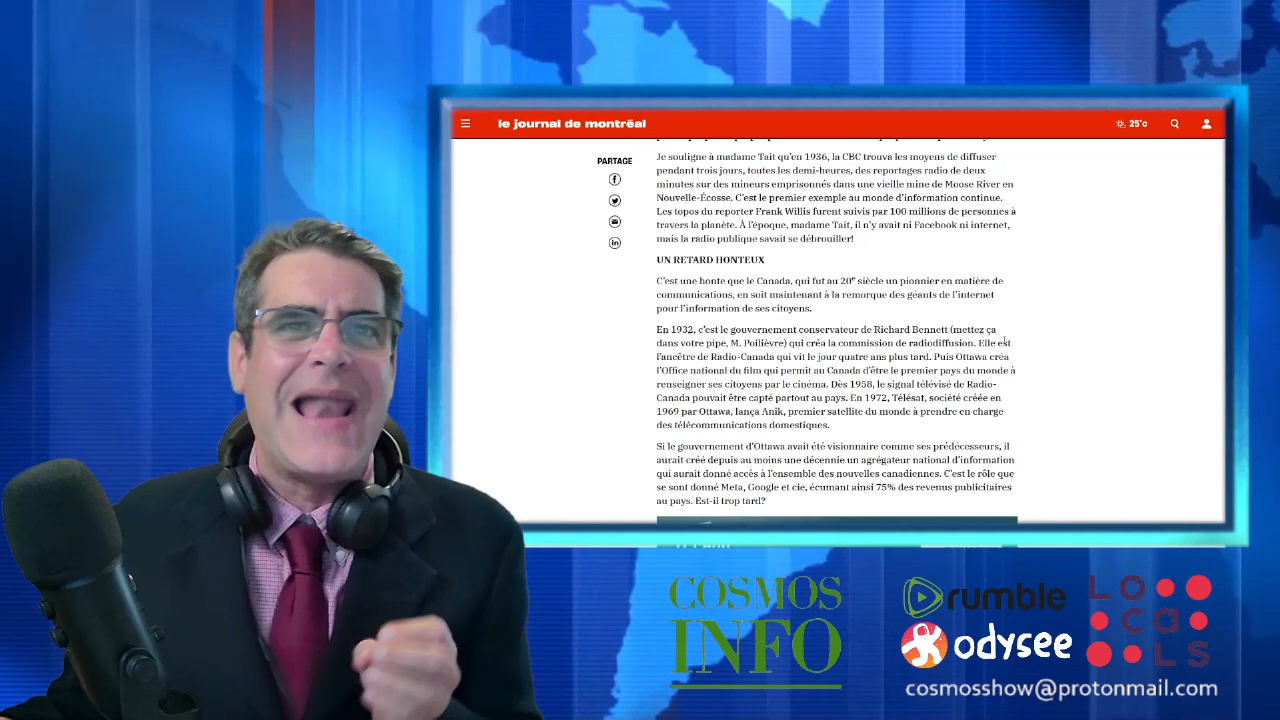 le journal de montréal
25°C
PARTAGE
Je souligne à madame Tait qu'en 1936, la CBC trouva les moyens de diffuser
pendant trois jours, toutes les demi-heures, des reportages radio de deux
minutes sur des mineurs emprisonnés dans une vieille mine de Moose River en
Nouvelle-Écosse. C'est le premier exemple au monde d'information continue.
Les topos du reporter Frank Willis furent suivis par 100 millions de personnes à
travers la planète. À l'époque, madame Tait, il n'y avait ni Facebook ni internet,
mais la radio publique savait se débrouiller!
UN RETARD HONTEUX
C'est une honte que le Canada, qui fut au 20e siècle un pionnier en matière de
communications, en soit maintenant à la remorque des géants de l'internet
pour l'information de ses citoyens.
En 1932, c'est le gouvernement conservateur de Richard Bennett (mettez ça
dans votre pipe, M. Poilièvre) qui créa la commission de radiodiffusion. Elle est
l'ancêtre de Radio-Canada qui vit le jour quatre ans plus tard. Puis Ottawa créa
l'Office national du film qui permit au Canada d'être le premier pays du monde à
renseigner ses citoyens par le cinéma. Dès 1958, le signal télévisé de Radio-
Canada pouvait être capté partout au pays. En 1972, Télésat, société créée en
1969 par Ottawa, lança Anik, premier satellite du monde à prendre en charge
des télécommunications domestiques.
Si le gouvernement d'Ottawa avait été visionnaire comme ses prédécesseurs, il
aurait créé depuis au moins une décennie un agrégateur national d'information
qui aurait donné accès à l'ensemble des nouvelles canadiennes. C'est le rôle que
se sont donné Meta, Google et cie, écumant ainsi 75% des revenus publicitaires
au pays. Est-il trop tard?
COSMOS
INFO
rumble
odysee
LOcaLS
cosmosshow@protonmail.com